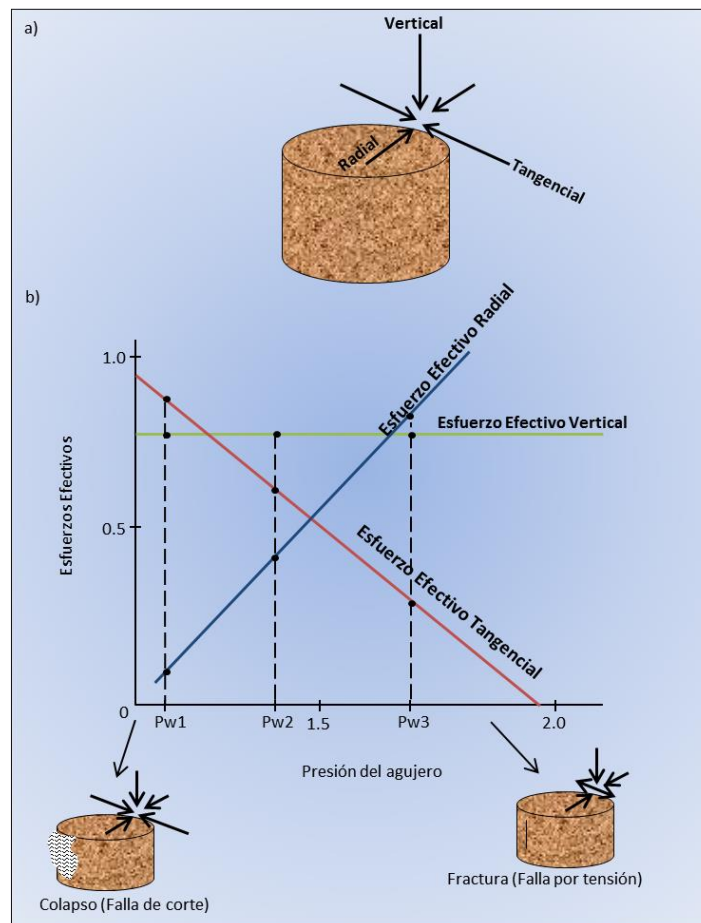 a)
Vertical
Radial
Tangencial
b)
Esfuerzo Efectivo Radial
1.0
Esfuerzo Efectivo Vertical
Esfuerzos Efectivos
0.5
Esfuerzo Efectivo Tangencial
0
Pw1
Pw2
1.5
Pw3
2.0
Presión del agujero
Fractura (Falla por tensión)
Colapso (Falla de corte)